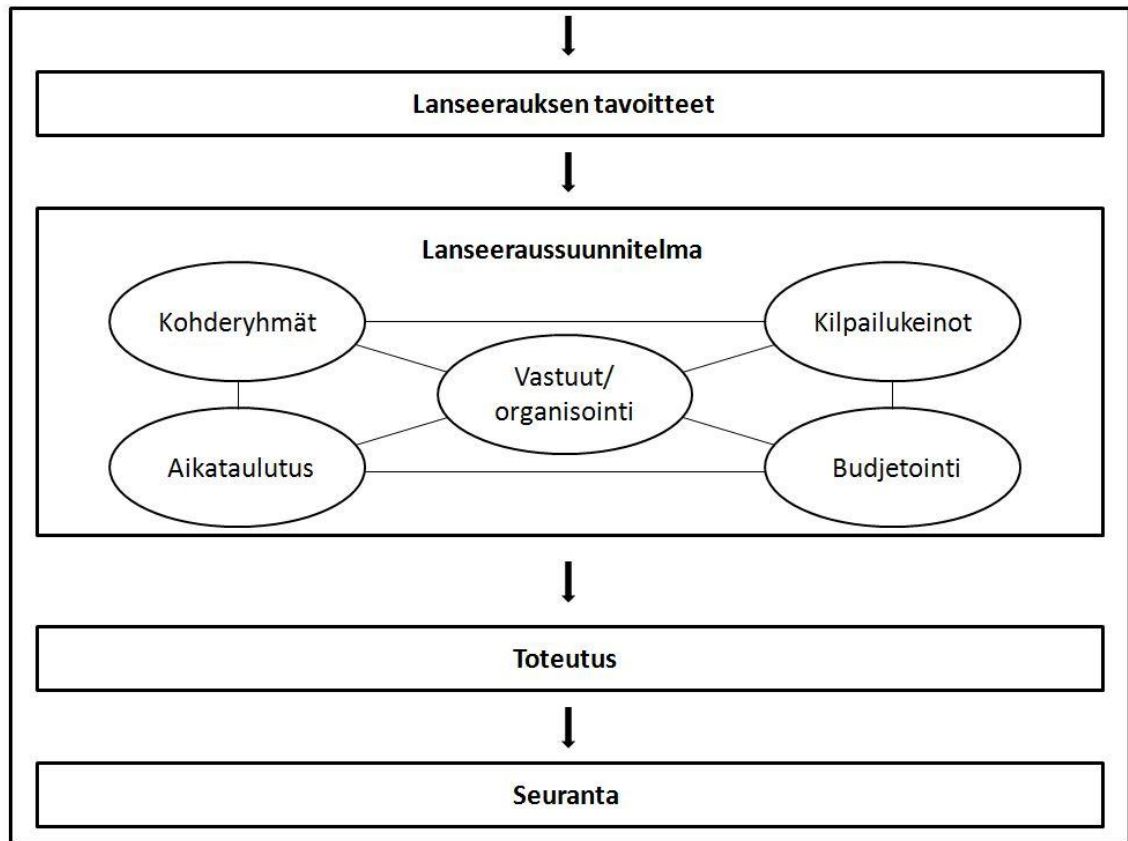 Lanseerauksen tavoitteet
Lanseeraussuunnitelma
Kohderyhmät
Kilpailukeinot
Vastuut/
organisointi
Aikataulutus
Budjetointi
Toteutus
Seuranta